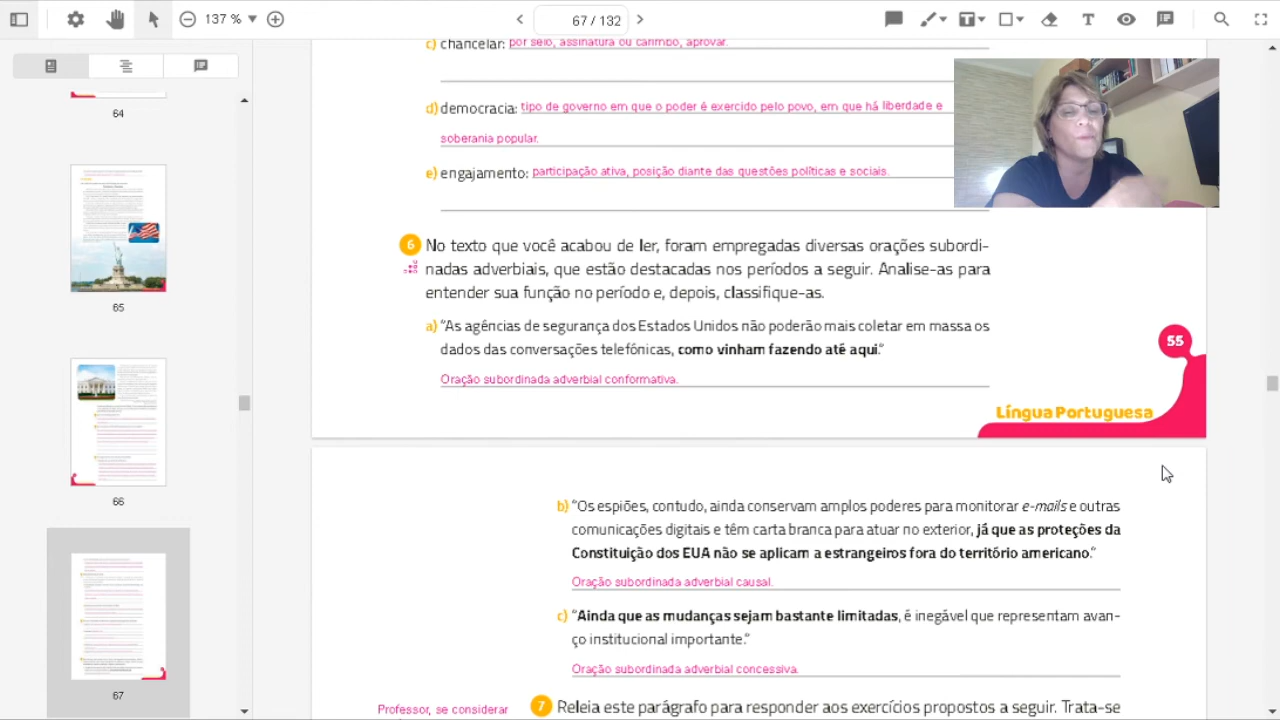 137 %
67 / 132
64
65
66
67
c) chancelar: por selo, assinatura ou carimbo, aprovar.
d) democracia: tipo de governo em que o poder é exercido pelo povo, em que há liberdade e
soberania popular.
e) engajamento: participação ativa, posição diante das questões políticas e sociais.
6 No texto que você acabou de ler, foram empregadas diversas orações subordi-
nadas adverbiais, que estão destacadas nos períodos a seguir. Analise-as para
entender sua função no período e, depois, classifique-as.
a) “As agências de segurança dos Estados Unidos não poderão mais coletar em massa os
dados das conversações telefónicas, como vinham fazendo até aqui.”
Oração subordinada adverbial conformativa.
55
Língua Portuguesa
b) “Os espiões, contudo, ainda conservam amplos poderes para monitorar e-mails e outras
comunicações digitais e têm carta branca para atuar no exterior, já que as proteções da
Constituição dos EUA não se aplicam a estrangeiros fora do território americano.”
Oração subordinada adverbial causal.
c) “Ainda que as mudanças sejam bastante limitadas, é inegável que representam avan-
ço institucional importante.”
Oração subordinada adverbial concessiva.
Professor, se considerar
7 Releia este parágrafo para responder aos exercícios propostos a seguir. Trata-se